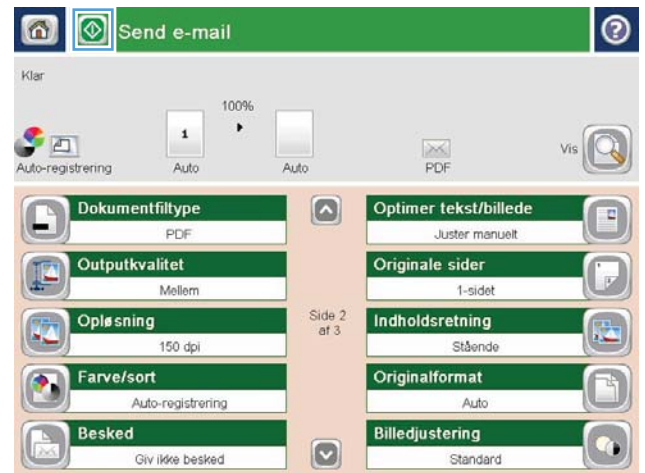 Send e-mail
Klar
100%
1
Auto-registrering
Auto
Auto
PDF
Vis
Dokumentfiltype
PDF
Outputkvalitet
Mellem
Opløsning
150 dpi
Farve/sort
Auto-registrering
Besked
Giv ikke besked
Side 2
af 3
Optimer tekst/billede
Juster manuelt
Originale sider
1-sidet
Indholdsretning
Stående
Originalformat
Auto
Billedjustering
Standard